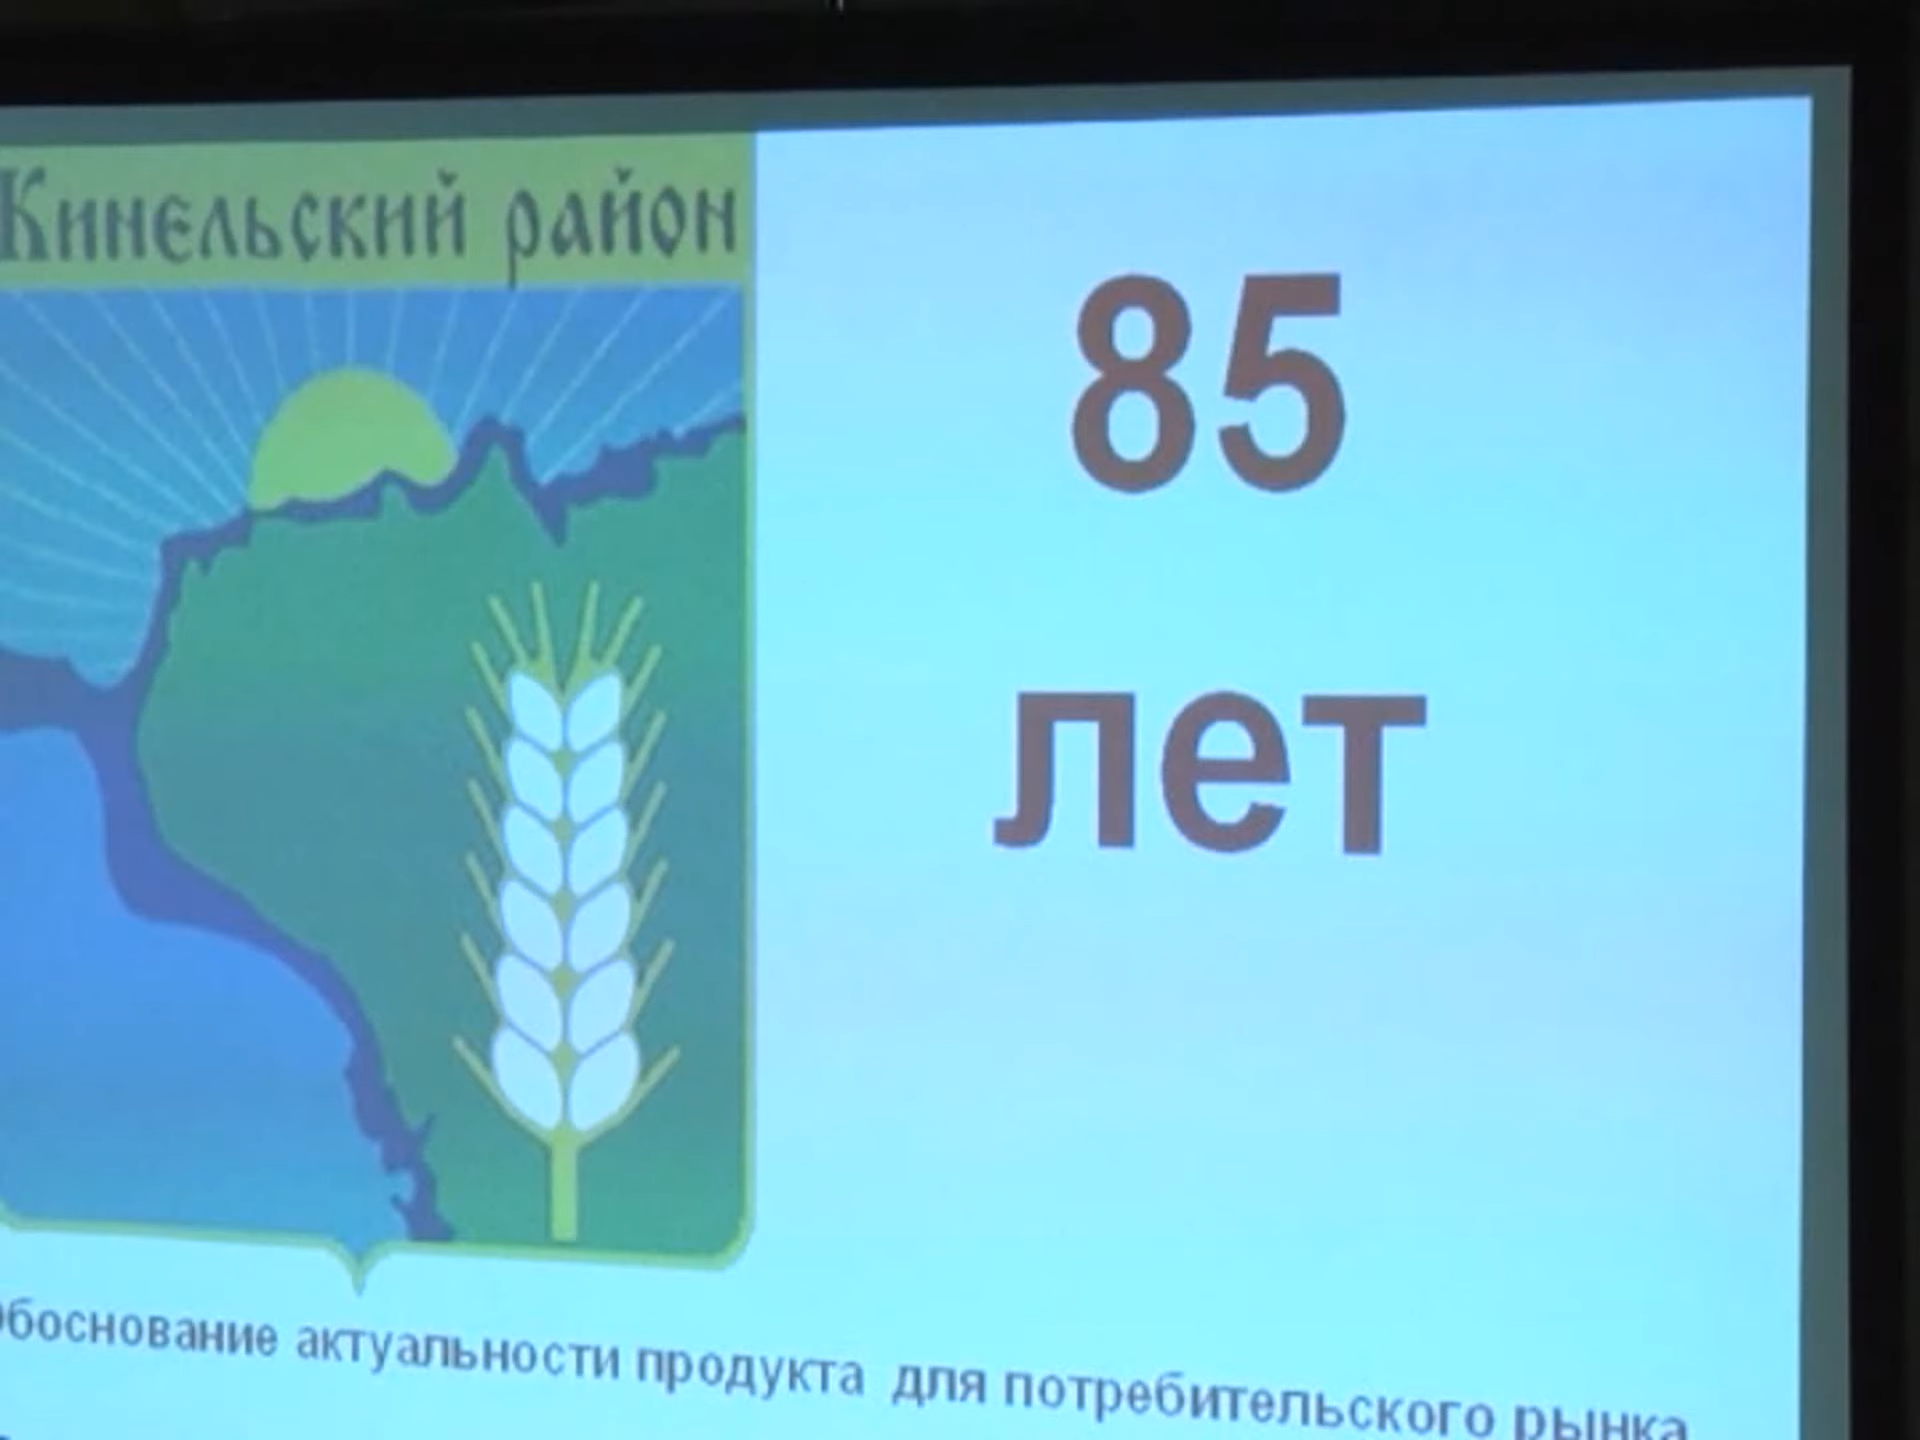 Кинельский район
85
лет
Обоснование актуальности продукта для потребительского рынка